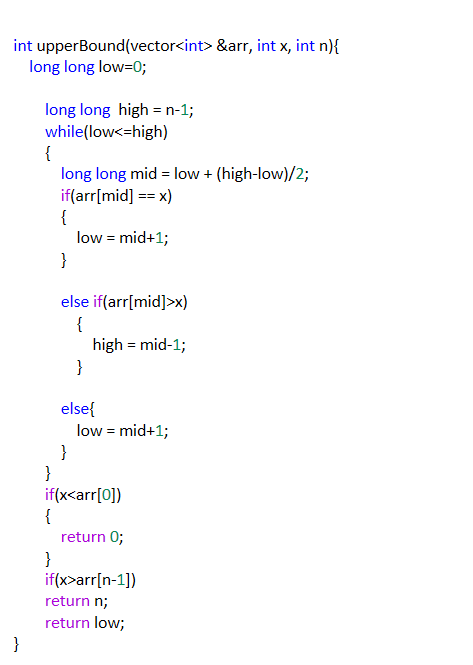 int upperBound(vector<int> &arr, int x, int n){
long long low=0;
long long  high = n-1;
while(low<=high)
{
long long mid = low + (high-low)/2;
if(arr[mid] == x)
{
low = mid+1;
}
else if(arr[mid]>x)
{
high = mid-1;
}
else{
low = mid+1;
}
}
if(x<arr[0])
{
return 0;
}
if(x>arr[n-1])
return n;
return low;
}